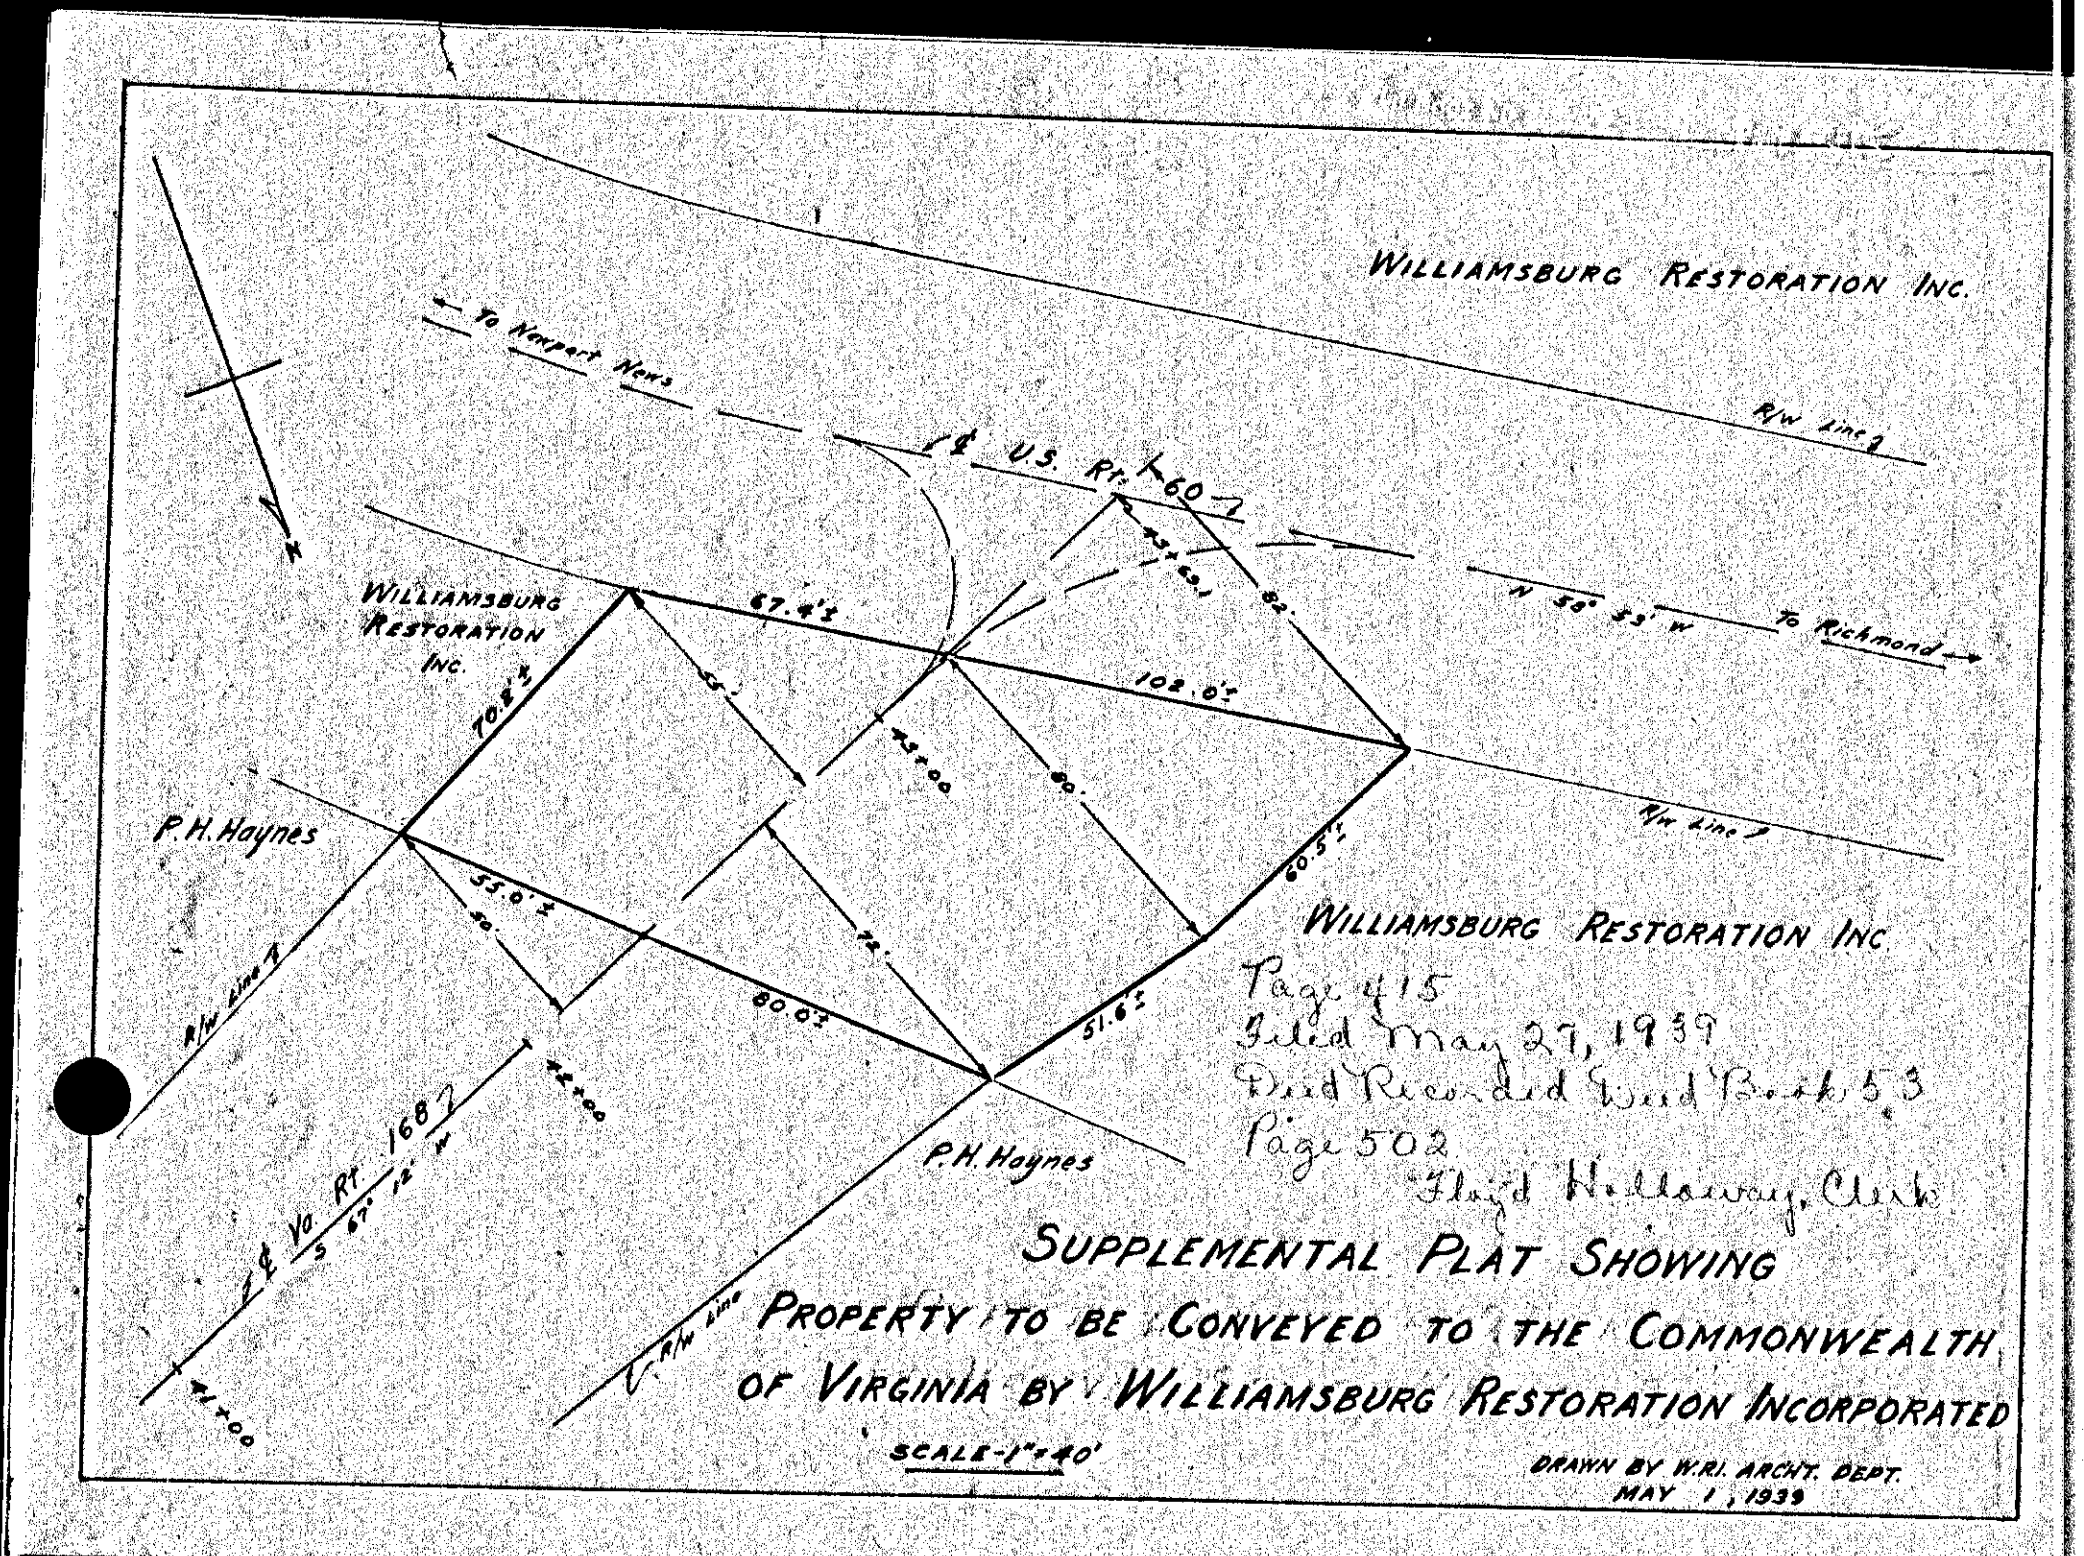 WILLIAMSBURG RESTORATION INC.
R/W Line
To Newport News
℄ U.S. Rt. 60
43+69.1
N 58° 53' W
To Richmond
WILLIAMSBURG
RESTORATION
INC.
67.4'±
82'
70.8'±
55'
102.0'±
43+00
80'
R/W Line
P.H. Haynes
55.0'±
50'
60.5'±
72'
WILLIAMSBURG RESTORATION INC
R/W Line
80.0'±
51.6'±
Page 415
Filed May 27, 1939
Deed Recorded Deed Book 53
Page 502
Floyd Holloway, Clerk
42+00
℄ Va. Rt. 168
S 67° 12' W
P.H. Haynes
41+00
R/W Line
SUPPLEMENTAL PLAT SHOWING
PROPERTY TO BE CONVEYED TO THE COMMONWEALTH
OF VIRGINIA BY WILLIAMSBURG RESTORATION INCORPORATED
SCALE-1"=40'
DRAWN BY W.RI. ARCHT. DEPT.
MAY 1, 1939
N